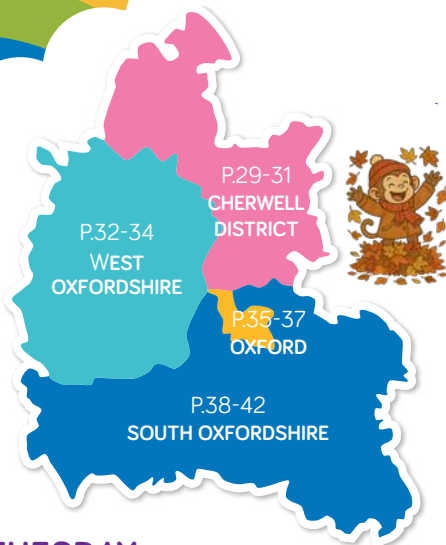 P.29-31
CHERWELL
DISTRICT
P.32-34
WEST
OXFORDSHIRE
P.35-37
OXFORD
P.38-42
SOUTH OXFORDSHIRE